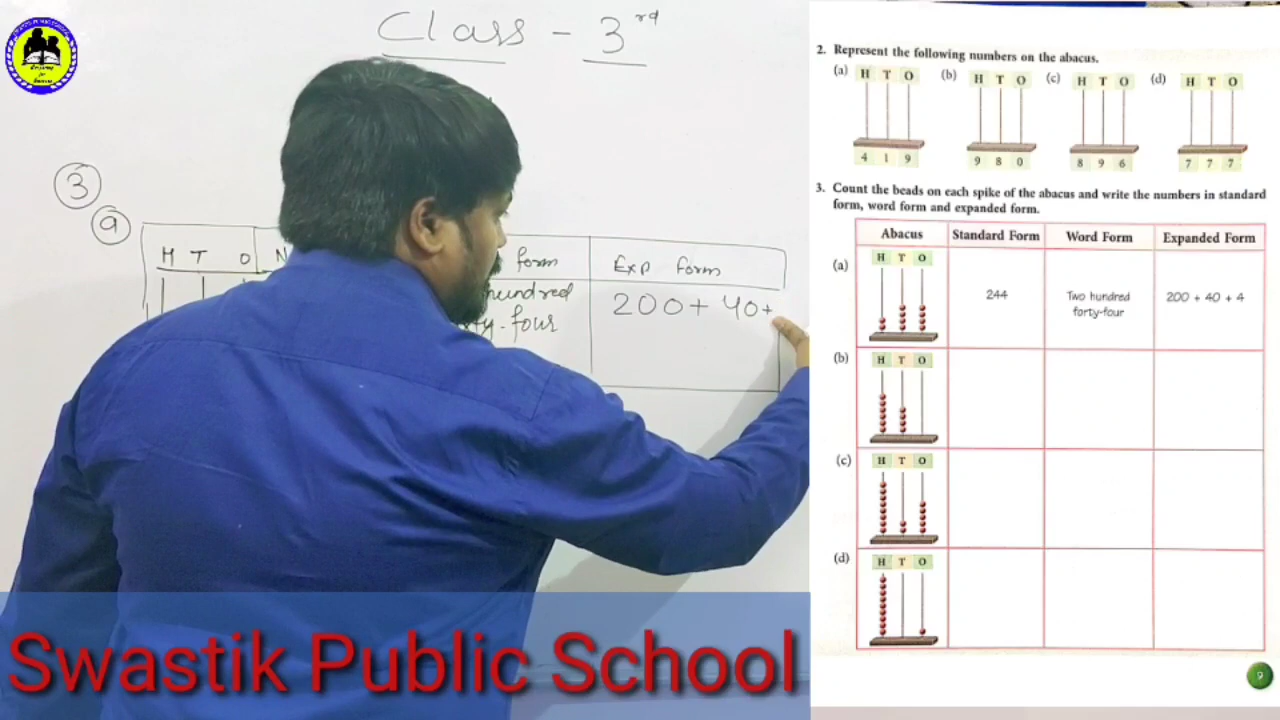 Class - 3rd
3
a
H T O N
form
Exp form
hundred
200+ 40+
ty-four
Swastik Public School
2. Represent the following numbers on the abacus.
(a) H T O (b) H T O (c) H T O (d) H T O
4 1 9 9 8 0 8 9 6 7 7 7
3. Count the beads on each spike of the abacus and write the numbers in standard
form, word form and expanded form.
Abacus Standard Form Word Form Expanded Form
(a) H T O
244 Two hundred 200 + 40 + 4
forty-four
(b) H T O
(c) H T O
(d) H T O
9